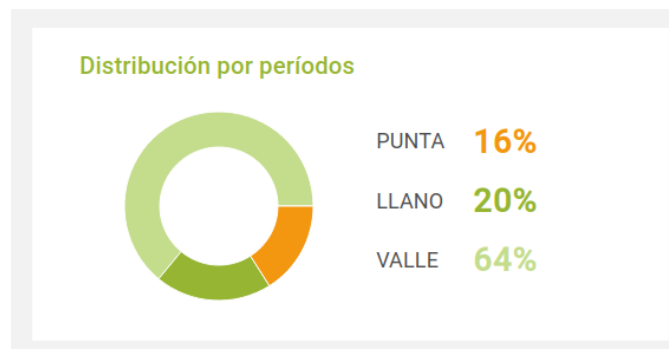 Distribución por períodos
PUNTA 16%
LLANO 20%
VALLE 64%